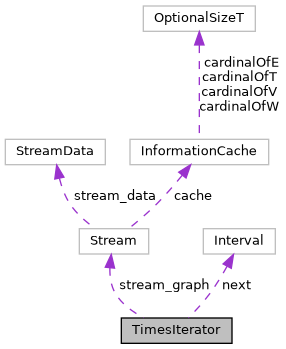 OptionalSizeT
cardinalOfE
cardinalOfT
cardinalOfV
cardinalOfW
StreamData
InformationCache
stream_data
cache
Stream
Interval
stream_graph
next
TimesIterator